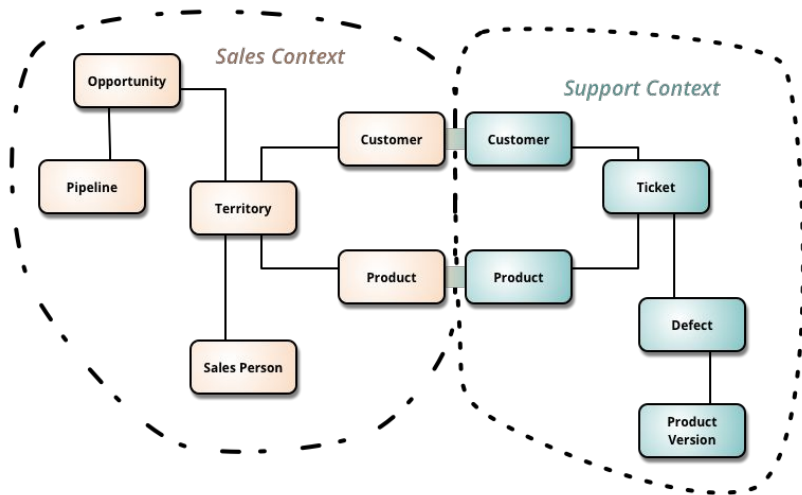 Sales Context
Support Context
Opportunity
Pipeline
Territory
Customer
Customer
Ticket
Product
Product
Defect
Sales Person
Product
Version